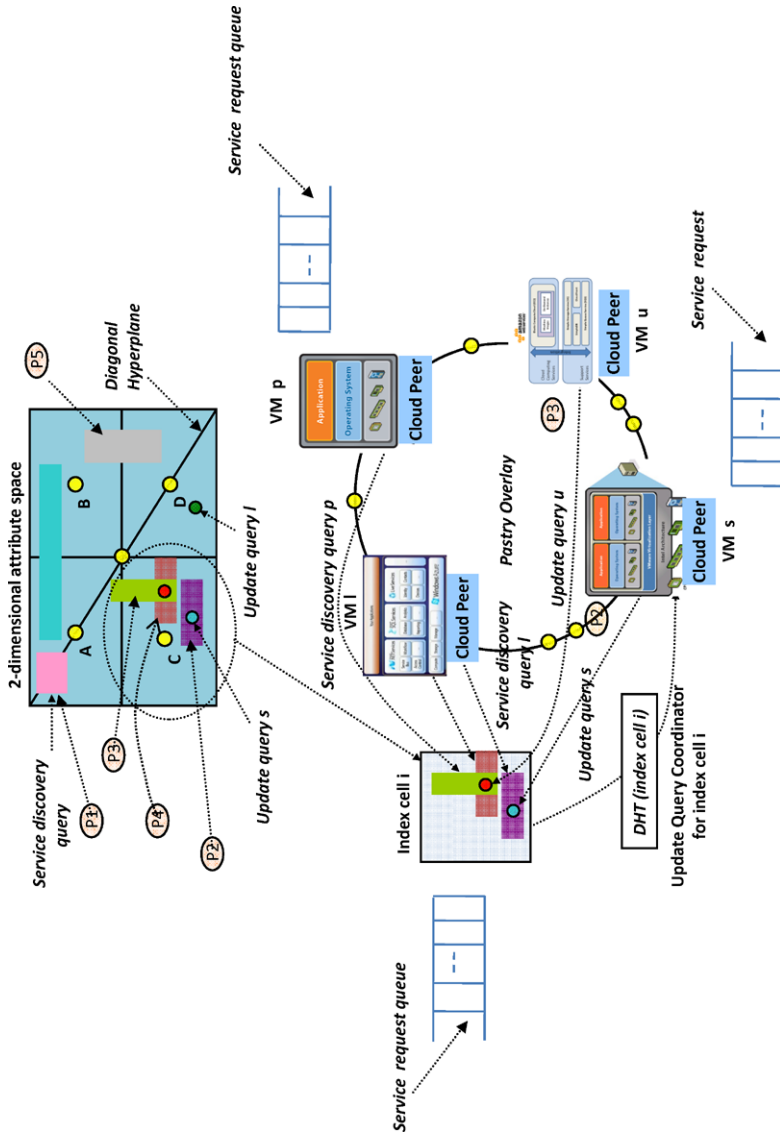 2-dimensional attribute space
Service discovery
query
P1
P3
P4
P2
A
B
C
D
P5
Diagonal
Hyperplane
Update query s
Update query l
Index cell i
VM l
Cloud Peer
Service discovery query p
VM p
Application
Operating System
Cloud Peer
Service request queue
Service discovery
query l
Pastry Overlay
Update query u
P3
Cloud Peer
VM u
Update query s
P2
Cloud Peer
VM s
DHT (index cell i)
Update Query Coordinator
for index cell i
Service request queue
Service request